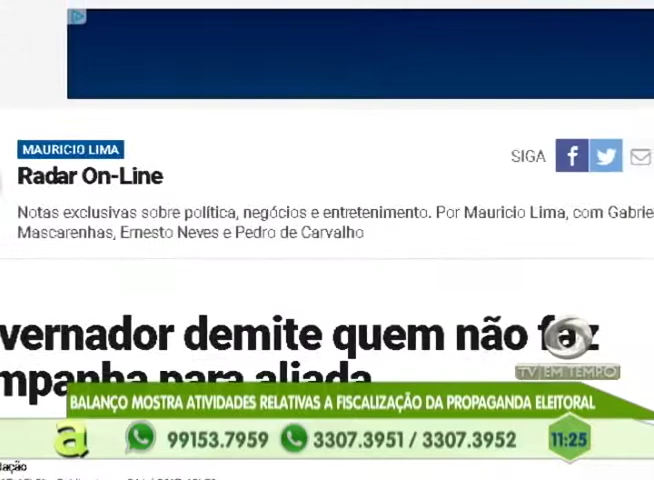 MAURICIO LIMA
Radar On-Line
SIGA
Notas exclusivas sobre política, negócios e entretenimento. Por Mauricio Lima, com Gabrie
Mascarenhas, Ernesto Neves e Pedro de Carvalho
vernador demite quem não faz
mpanha para aliada
TV EM TEMPO
BALANÇO MOSTRA ATIVIDADES RELATIVAS A FISCALIZAÇÃO DA PROPAGANDA ELEITORAL
a 99153.7959 3307.3951 / 3307.3952 11:25
dação